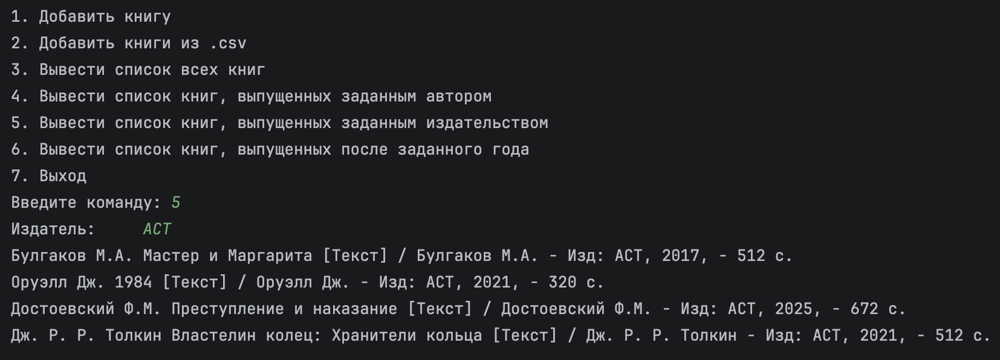 1. Добавить книгу
2. Добавить книги из .csv
3. Вывести список всех книг
4. Вывести список книг, выпущенных заданным автором
5. Вывести список книг, выпущенных заданным издательством
6. Вывести список книг, выпущенных после заданного года
7. Выход
Введите команду: 5
Издатель:     АСТ
Булгаков М.А. Мастер и Маргарита [Текст] / Булгаков М.А. - Изд: АСТ, 2017, - 512 с.
Оруэлл Дж. 1984 [Текст] / Оруэлл Дж. - Изд: АСТ, 2021, - 320 с.
Достоевский Ф.М. Преступление и наказание [Текст] / Достоевский Ф.М. - Изд: АСТ, 2025, - 672 с.
Дж. Р. Р. Толкин Властелин колец: Хранители кольца [Текст] / Дж. Р. Р. Толкин - Изд: АСТ, 2021, - 512 с.